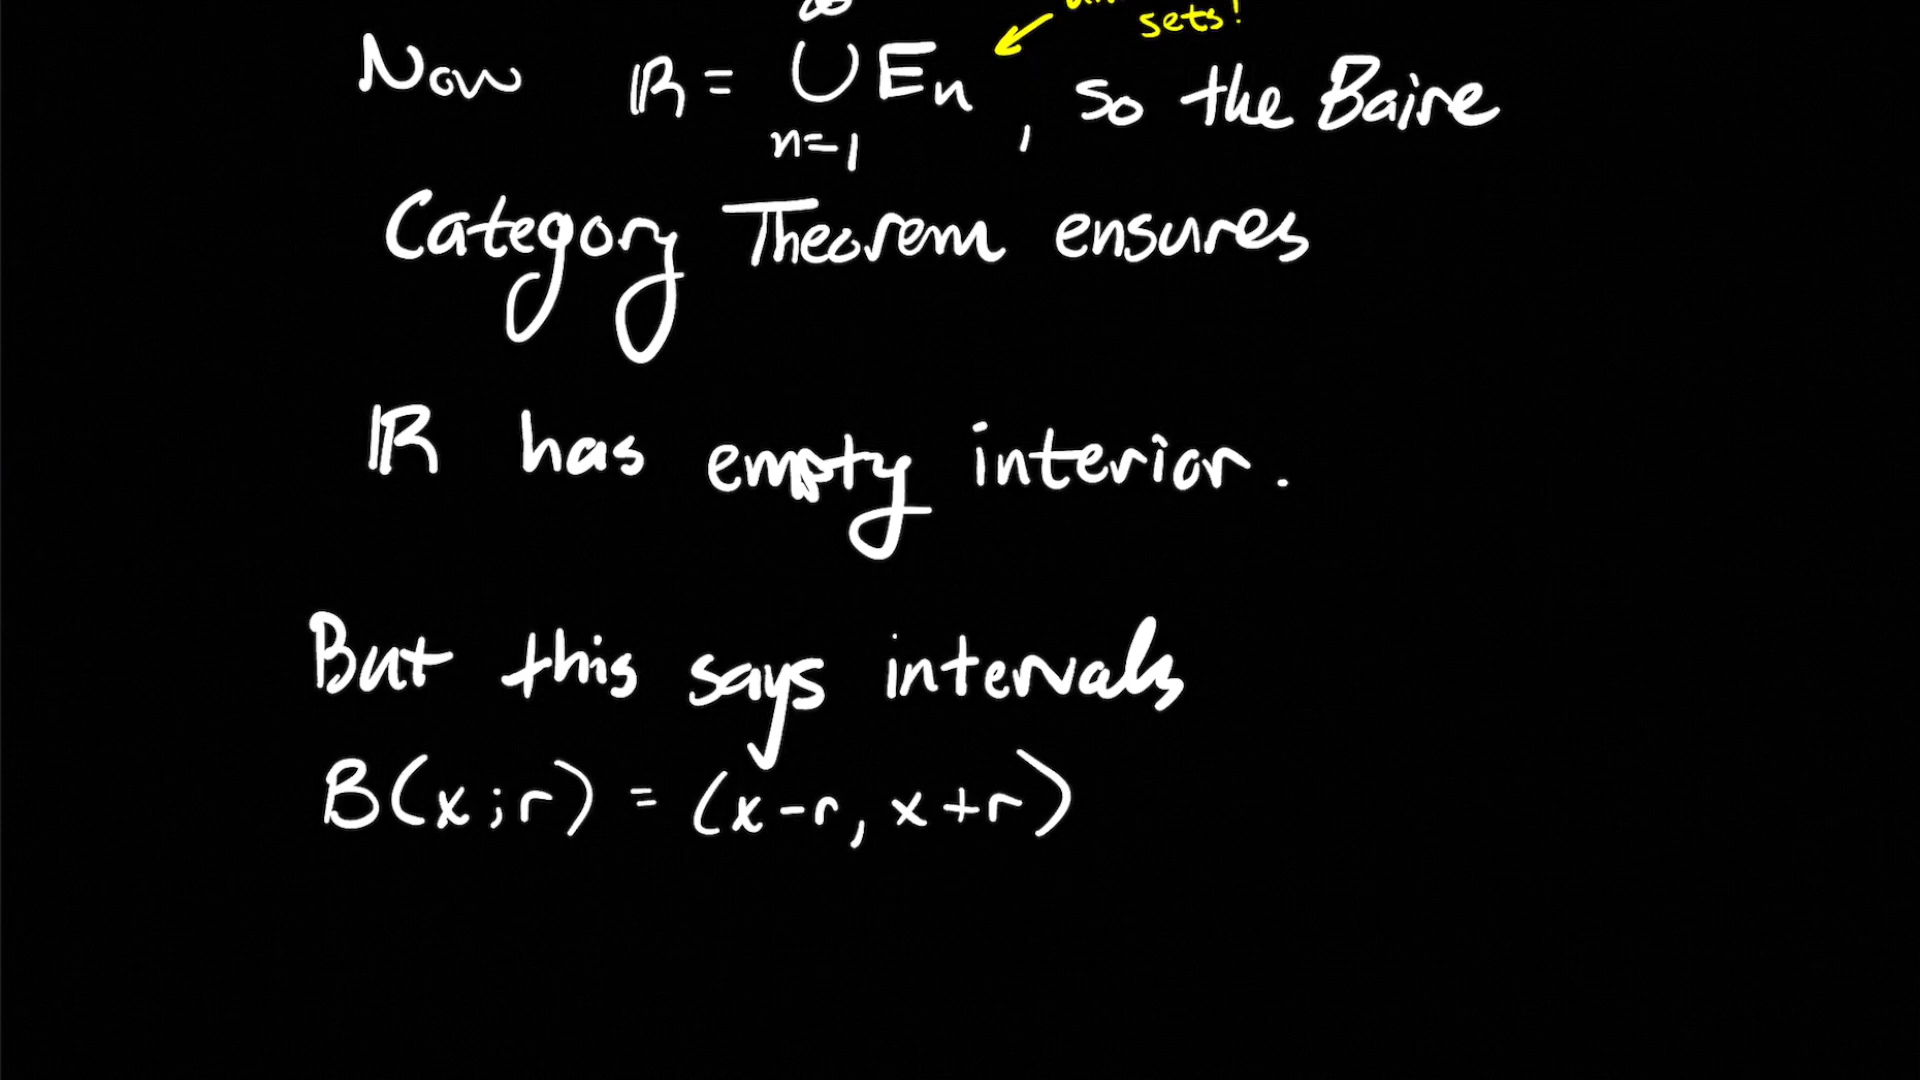 sets!
Now ℝ = ∪ En , so the Baire
n=1
Category Theorem ensures
ℝ has empty interior.
But this says intervals
B(x;r) = (x-r, x+r)